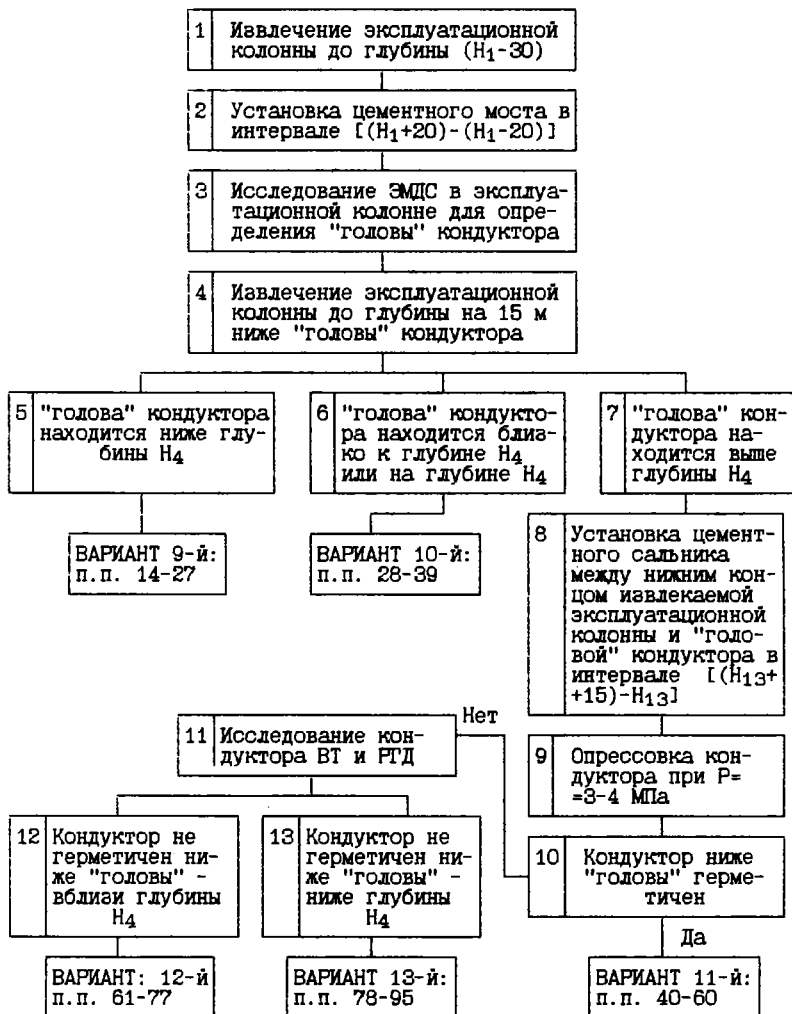 1 Извлечение эксплуатационной
колонны до глубины (H1-30)
2 Установка цементного моста в
интервале [(H1+20)-(H1-20)]
3 Исследование ЭМДС в эксплуа-
тационной колонне для опре-
деления "головы" кондуктора
4 Извлечение эксплуатационной
колонны до глубины на 15 м
ниже "головы" кондуктора
5 "голова" кондуктора
находится ниже глу-
бины H4
6 "голова" кондукто-
ра находится близ-
ко к глубине H4
или на глубине H4
7 "голова" кон-
дуктора на-
ходится выше
глубины H4
ВАРИАНТ 9-й:
п.п. 14-27
ВАРИАНТ 10-й:
п.п. 28-39
8 Установка цемент-
ного сальника
между нижним кон-
цом извлекаемой
эксплуатационной
колонны и "голо-
вой" кондуктора в
интервале [(H13+
+15)-H13]
Нет
11 Исследование кон-
дуктора ВТ и РГД
9 Опрессовка кон-
дуктора при P=
=3-4 МПа
12 Кондуктор не
герметичен ни-
же "головы" -
вблизи глубины
H4
13 Кондуктор не
герметичен ни-
же "головы" -
ниже глубины
H4
10 Кондуктор ниже
"головы" герме-
тичен
Да
ВАРИАНТ: 12-й
п.п. 61-77
ВАРИАНТ 13-й:
п.п. 78-95
ВАРИАНТ 11-й:
п.п. 40-60